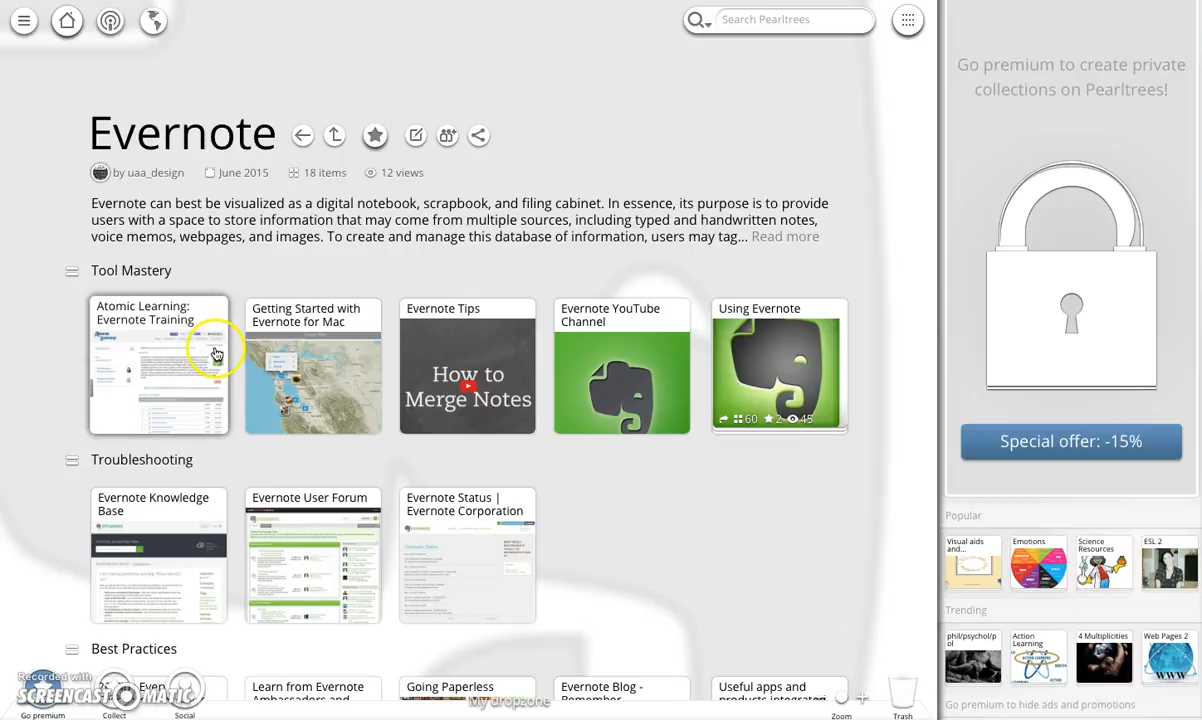 Search Pearltrees
Go premium to create private
collections on Pearltrees!
Special offer: -15%
Evernote
by uaa_design June 2015 18 items 12 views
Evernote can best be visualized as a digital notebook, scrapbook, and filing cabinet. In essence, its purpose is to provide
users with a space to store information that may come from multiple sources, including typed and handwritten notes,
voice memos, webpages, and images. To create and manage this database of information, users may tag... Read more
Tool Mastery
Atomic Learning:
Evernote Training
Getting Started with
Evernote for Mac
Evernote Tips
How to
Merge Notes
Evernote YouTube
Channel
Using Evernote
60 2 45
Troubleshooting
Evernote Knowledge
Base
Evernote User Forum
Evernote Status |
Evernote Corporation
Best Practices
Learn from Evernote
Ambassadors and
Going Paperless
Evernote Blog -
Remember
Useful apps and
products
Popular
Visual aids
and...
Emotions
Science
Resources
ESL 2
Trending
phil/psychol/p
ol
Action
Learning
4 Multiplicities
Web Pages 2
WWW
Go premium to hide ads and promotions
Recorded with
SCREENCAST-O-MATIC
My dropzone
Go premium
Collect
Social
Zoom
Trash